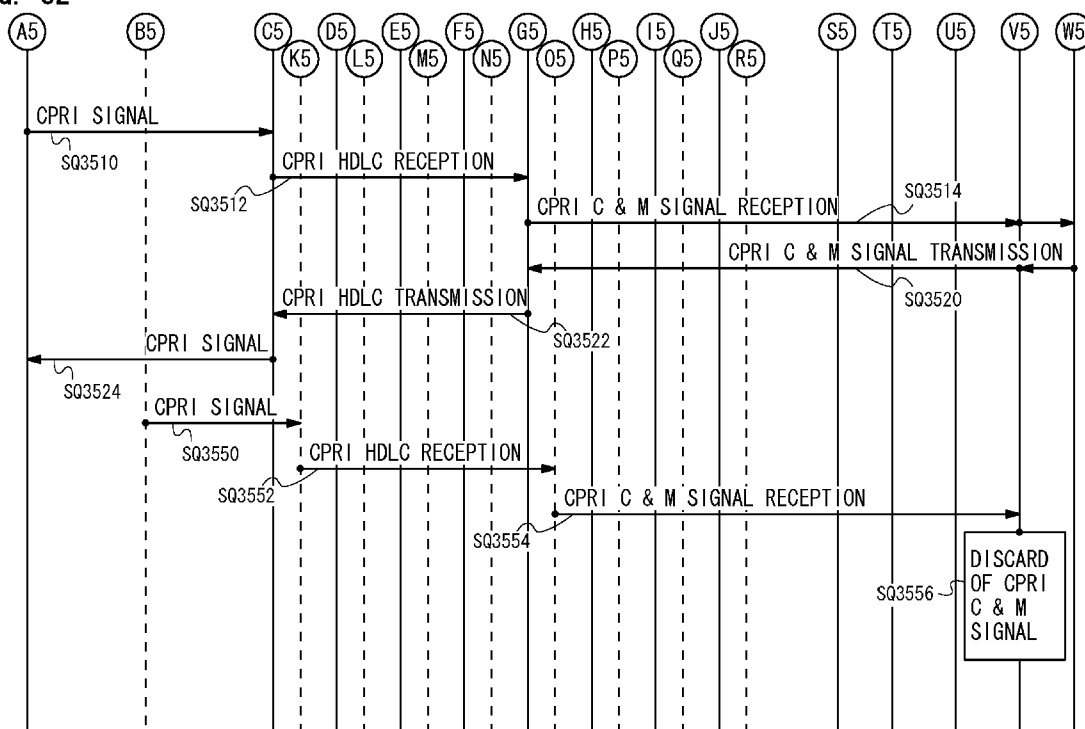 32
A5 B5 C5 D5 E5 F5 G5 H5 I5 J5 S5 T5 U5 V5 W5
K5 L5 M5 N5 O5 P5 Q5 R5
CPRI SIGNAL
SQ3510
CPRI HDLC RECEPTION
SQ3512
CPRI C & M SIGNAL RECEPTION
SQ3514
CPRI C & M SIGNAL TRANSMISSION
SQ3520
CPRI HDLC TRANSMISSION
SQ3522
CPRI SIGNAL
SQ3524
CPRI SIGNAL
SQ3550
CPRI HDLC RECEPTION
SQ3552
CPRI C & M SIGNAL RECEPTION
SQ3554
DISCARD
OF CPRI
C & M
SIGNAL
SQ3556